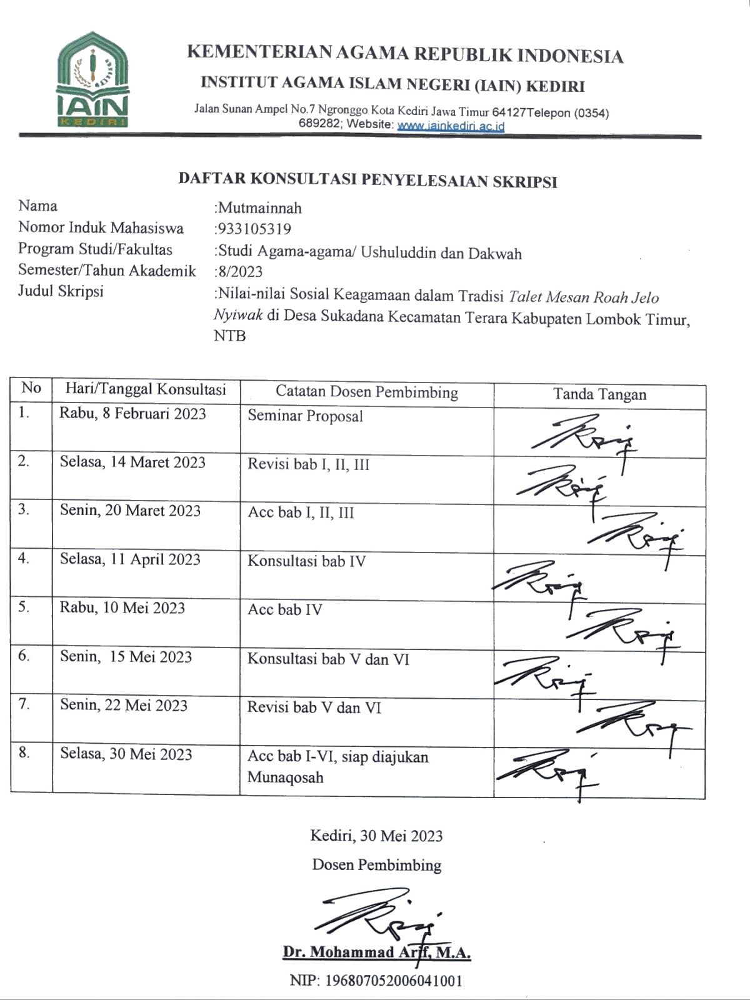 IAIN
KEDIRI
KEMENTERIAN AGAMA REPUBLIK INDONESIA
INSTITUT AGAMA ISLAM NEGERI (IAIN) KEDIRI
Jalan Sunan Ampel No.7 Ngronggo Kota Kediri Jawa Timur 64127Telepon (0354)
689282; Website: www.iainkediri.ac.id
DAFTAR KONSULTASI PENYELESAIAN SKRIPSI
Nama :Mutmainnah
Nomor Induk Mahasiswa :933105319
Program Studi/Fakultas :Studi Agama-agama/ Ushuluddin dan Dakwah
Semester/Tahun Akademik :8/2023
Judul Skripsi :Nilai-nilai Sosial Keagamaan dalam Tradisi Talet Mesan Roah Jelo
Nyiwak di Desa Sukadana Kecamatan Terara Kabupaten Lombok Timur,
NTB
No Hari/Tanggal Konsultasi Catatan Dosen Pembimbing Tanda Tangan
1. Rabu, 8 Februari 2023 Seminar Proposal
2. Selasa, 14 Maret 2023 Revisi bab I, II, III
3. Senin, 20 Maret 2023 Acc bab I, II, III
4. Selasa, 11 April 2023 Konsultasi bab IV
5. Rabu, 10 Mei 2023 Acc bab IV
6. Senin, 15 Mei 2023 Konsultasi bab V dan VI
7. Senin, 22 Mei 2023 Revisi bab V dan VI
8. Selasa, 30 Mei 2023 Acc bab I-VI, siap diajukan
Munaqosah
Kediri, 30 Mei 2023
Dosen Pembimbing
Dr. Mohammad Arif, M.A.
NIP: 196807052006041001